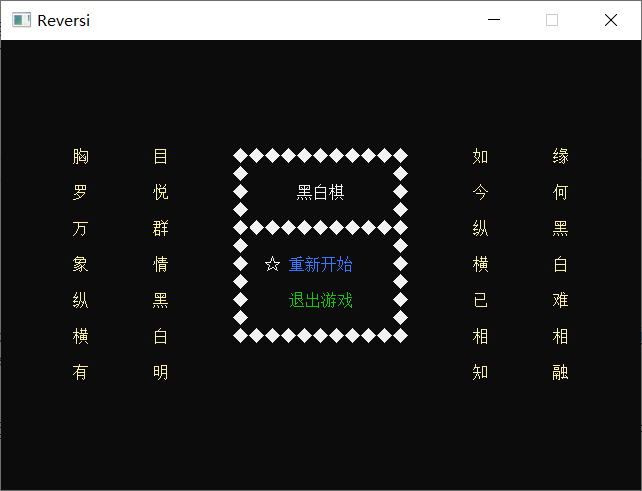 Reversi
胸罗万象纵横有
目悦群情黑白明
黑白棋
☆ 重新开始
退出游戏
如今纵横已相知
缘何黑白难相融